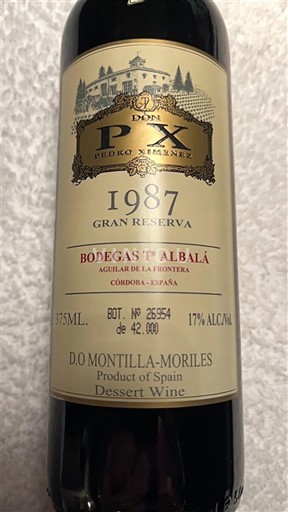 DON
PX
PEDRO XIMENEZ
1987
GRAN RESERVA
BODEGAS Tº ALBALÁ
AGUILAR DE LA FRONTERA
CÓRDOBA - ESPAÑA
375ML.
BOT. Nº 26954
de 42.000
17% ALC./Vol.
D.O MONTILLA-MORILES
Product of Spain
Dessert Wine